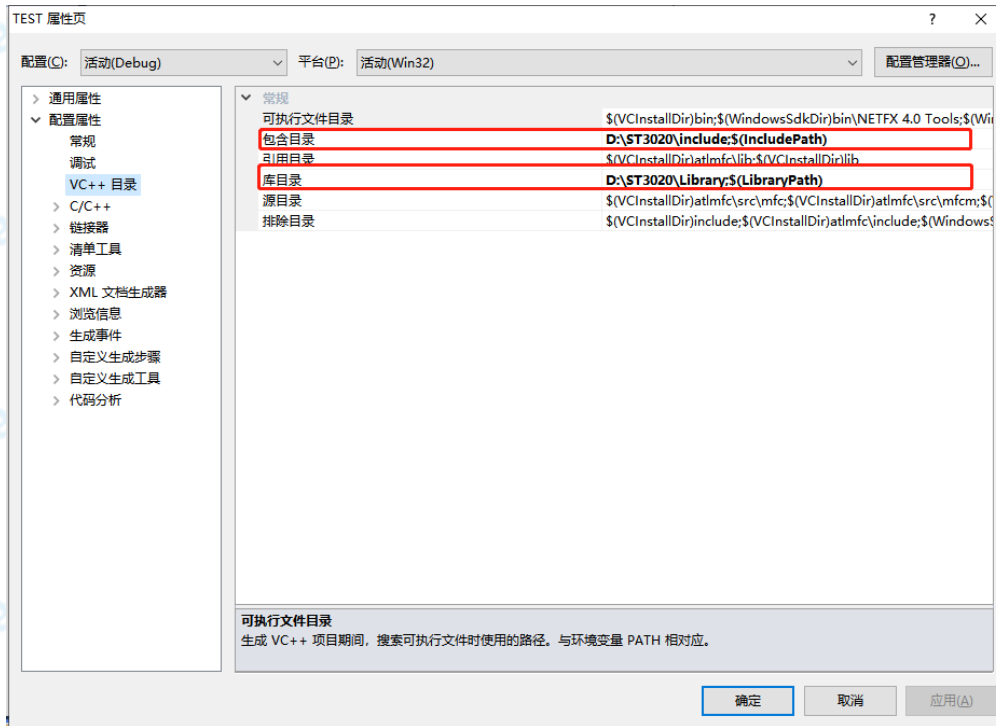 TEST 属性页
? ×
配置(C): 活动(Debug) 平台(P): 活动(Win32) 配置管理器(O)...
通用属性
配置属性
常规
调试
VC++ 目录
C/C++
链接器
清单工具
资源
XML 文档生成器
浏览信息
生成事件
自定义生成步骤
自定义生成工具
代码分析
常规
可执行文件目录 $(VCInstallDir)bin;$(WindowsSdkDir)bin\NETFX 4.0 Tools;$(Win
包含目录 D:\ST3020\include;$(IncludePath)
引用目录 $(VCInstallDir)atlmfc\lib;$(VCInstallDir)lib
库目录 D:\ST3020\Library;$(LibraryPath)
源目录 $(VCInstallDir)atlmfc\src\mfc;$(VCInstallDir)atlmfc\src\mfcm;$(
排除目录 $(VCInstallDir)include;$(VCInstallDir)atlmfc\include;$(WindowsS
可执行文件目录
生成 VC++ 项目期间，搜索可执行文件时使用的路径。与环境变量 PATH 相对应。
确定 取消 应用(A)